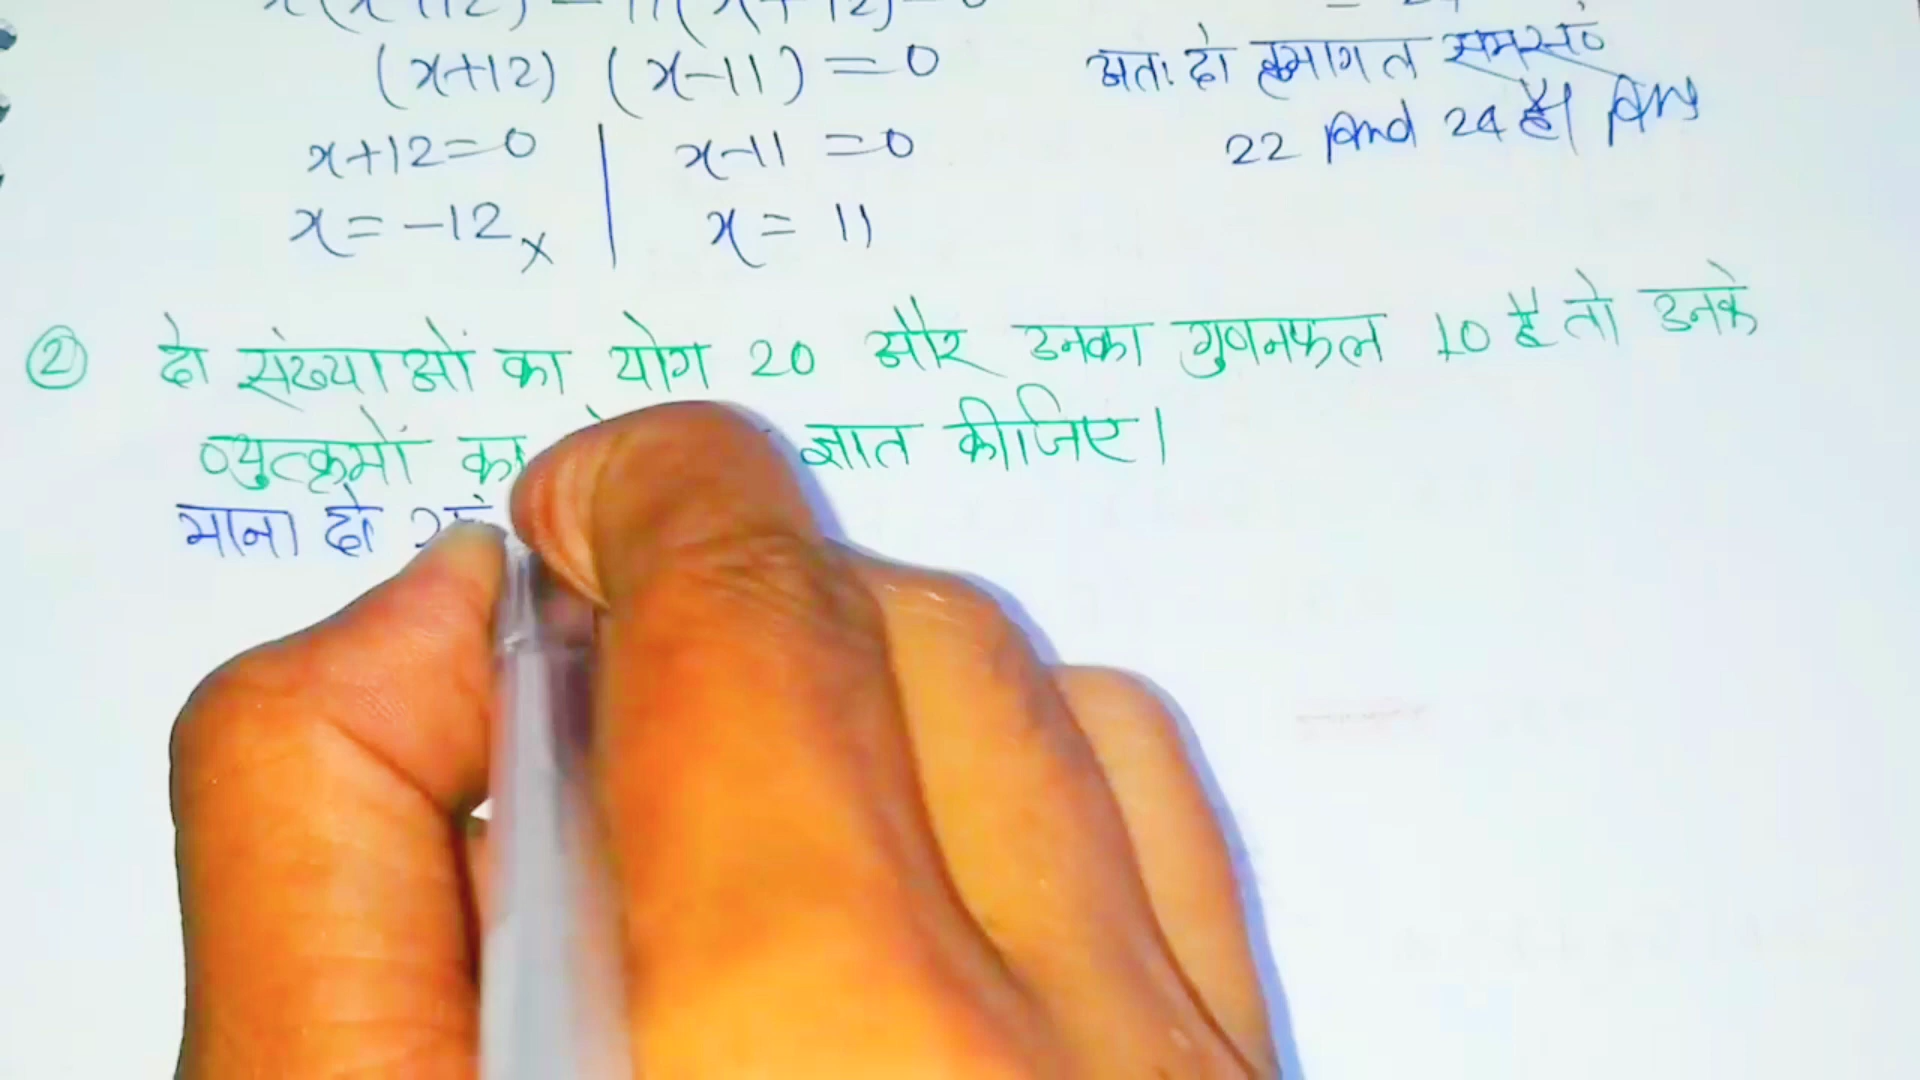 (x+12) (x-11) = 0
x+12=0 | x-11 = 0
x = -12 x | x = 11
अतः दो क्रमागत सम सं०
22 And 24 है। Ans
② दो संख्याओं का योग 20 और उनका गुणनफल 10 है तो उनके
व्युत्क्रमों का ज्ञात कीजिए।
माना दो